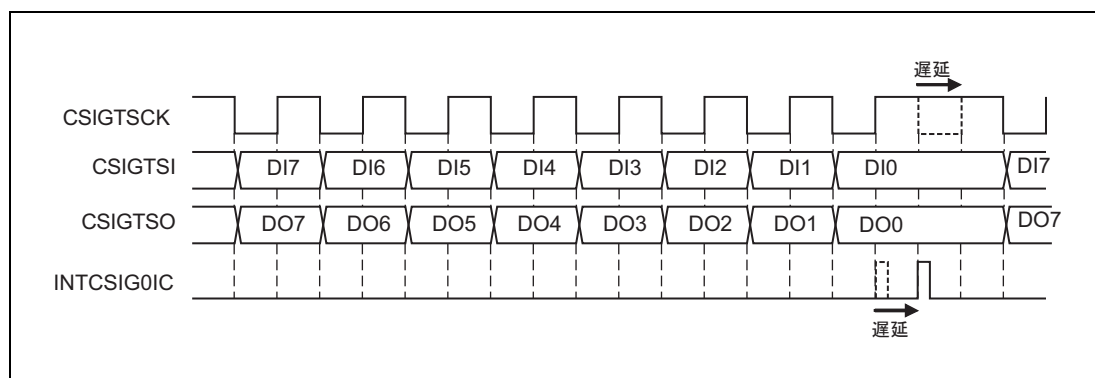 遅延
CSIGTSCK
CSIGTSI DI7 DI6 DI5 DI4 DI3 DI2 DI1 DI0 DI7
CSIGTSO DO7 DO6 DO5 DO4 DO3 DO2 DO1 DO0 DO7
INTCSIG0IC
遅延